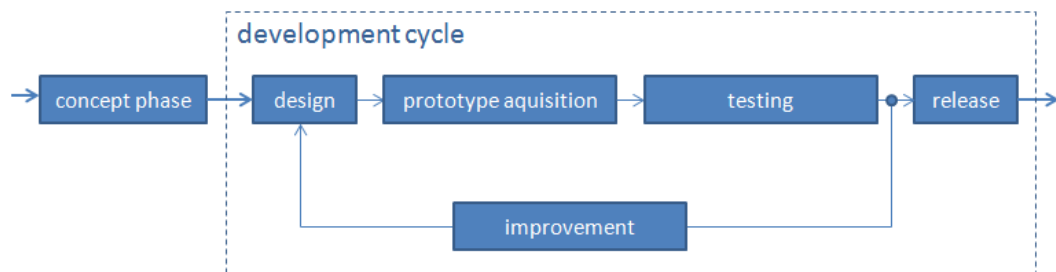 development cycle
concept phase
design
prototype aquisition
testing
release
improvement